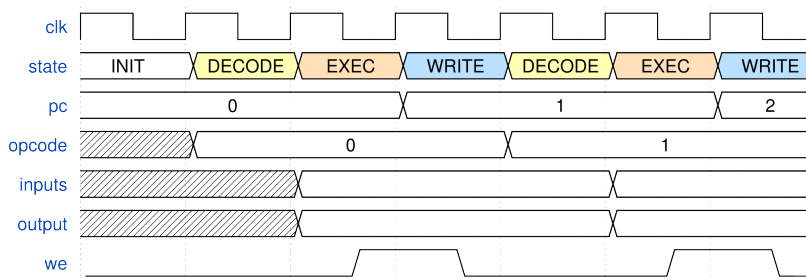 clk
state INIT DECODE EXEC WRITE DECODE EXEC WRITE
pc 0 1 2
opcode 0 1
inputs
output
we